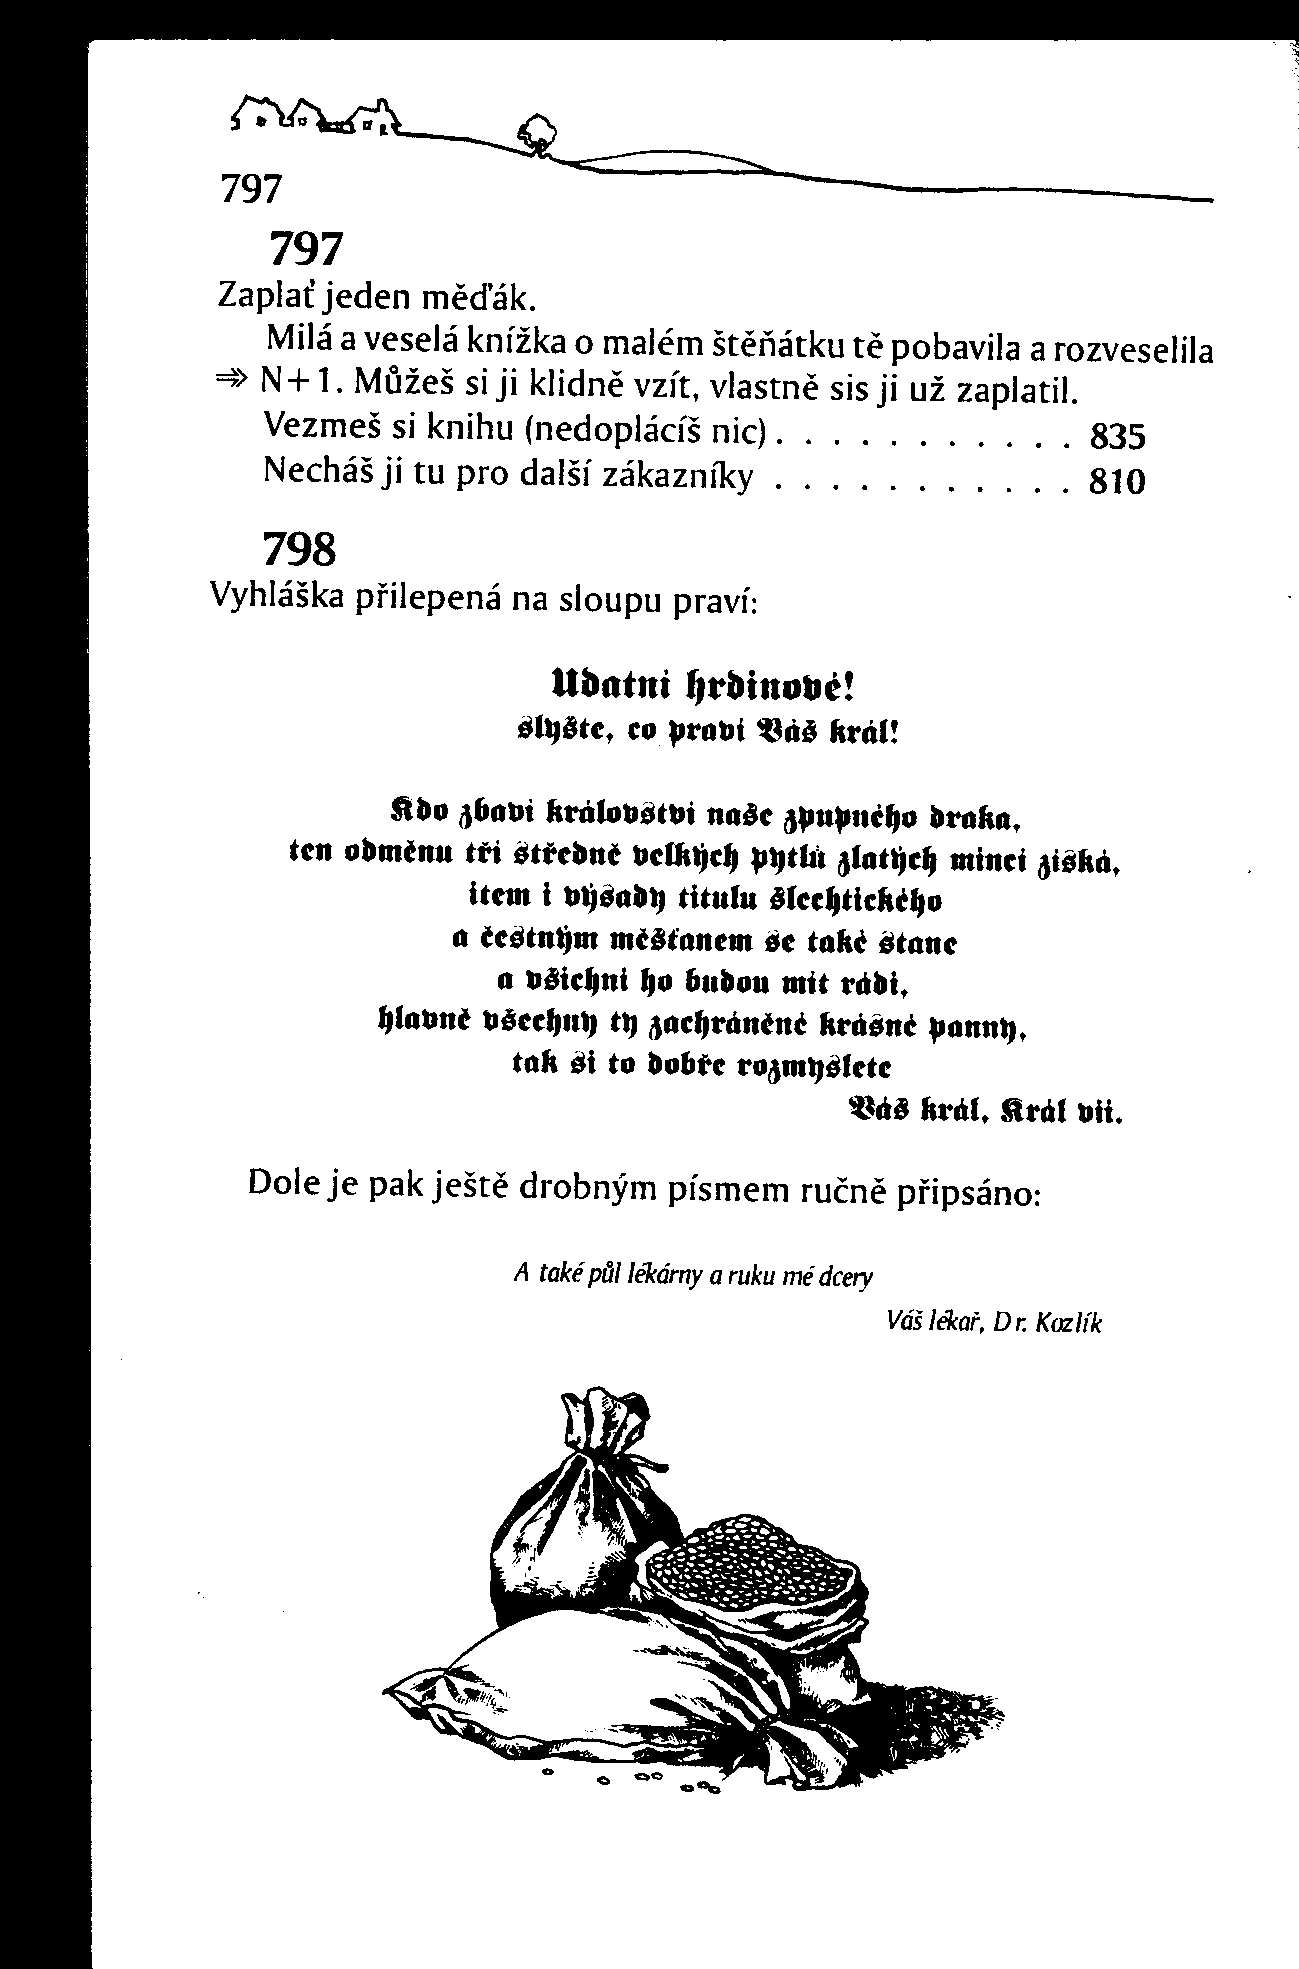 797
797
Zaplať jeden měďák.
Milá a veselá knížka o malém štěňátku tě pobavila a rozveselila
⇒ N+1. Můžeš si ji klidně vzít, vlastně sis ji už zaplatil.
Vezmeš si knihu (nedoplácíš nic) . . . . . . . . . . . 835
Necháš ji tu pro další zákazníky . . . . . . . . . . . 810
798
Vyhláška přilepená na sloupu praví:
Udatní hrdinové!
slyšte, co praví Váš král!
Kdo zbaví království naše zpupného draka,
ten odměnu tří středně velkých pytlů zlatých mincí získá,
item i výsady titulu šlechtického
a čestným měšťanem se také stane
a všichni ho budou mít rádi,
hlavně všechny ty zachráněné krásné panny,
tak si to dobře rozmyslete
Váš král, Král vii.
Dole je pak ještě drobným písmem ručně připsáno:
A také půl lékárny a ruku mé dcery
Váš lékař, Dr. Kozlík